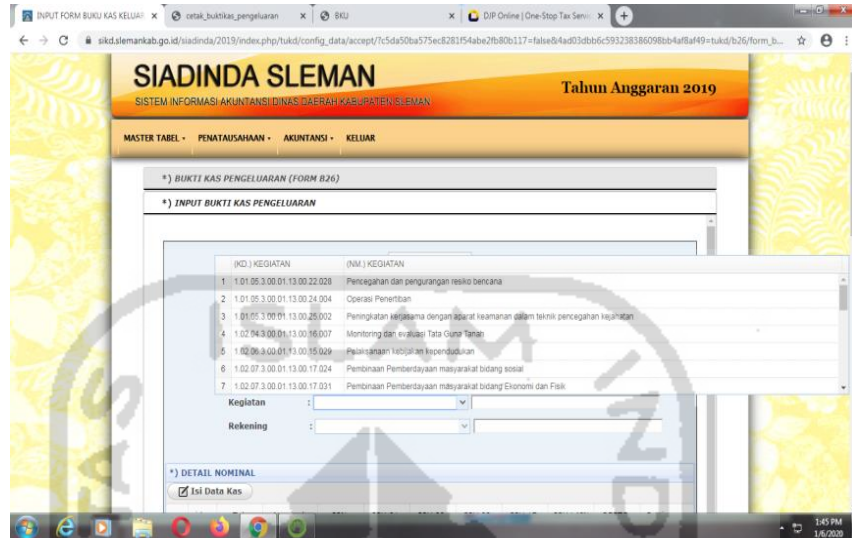 INPUT FORM BUKU KAS KELUAR
cetak_buktikas_pengeluaran
BKU
DJP Online | One-Stop Tax Servic
sikd.slemankab.go.id/siadinda/2019/index.php/tukd/config_data/accept/
SIADINDA SLEMAN
SISTEM INFORMASI AKUNTANSI DINAS DAERAH KABUPATEN SLEMAN
Tahun Anggaran 2019
MASTER TABEL PENATAUSAHAAN AKUNTANSI KELUAR
*) BUKTI KAS PENGELUARAN (FORM B26)
*) INPUT BUKTI KAS PENGELUARAN
(KD.) KEGIATAN (NM.) KEGIATAN
1 1.01.05.3.00.01.13.00.22.028 Pencegahan dan pengurangan resiko bencana
2 1.01.05.3.00.01.13.00.24.004 Operasi Penertiban
3 1.01.05.3.00.01.13.00.25.002 Peningkatan kerjasama dengan aparat keamanan dalam teknik pencegahan kejahatan
4 1.02.04.3.00.01.13.00.16.007 Monitoring dan evaluasi Tata Guna Tanah
5 1.02.06.3.00.01.13.00.15.029 Pelaksanaan kebijakan kependudukan
6 1.02.07.3.00.01.13.00.17.024 Pembinaan Pemberdayaan masyarakat bidang sosial
7 1.02.07.3.00.01.13.00.17.031 Pembinaan Pemberdayaan masyarakat bidang Ekonomi dan Fisik
Kegiatan :
Rekening :
*) DETAIL NOMINAL
Isi Data Kas
1:45 PM
1/6/2020
ISLAM